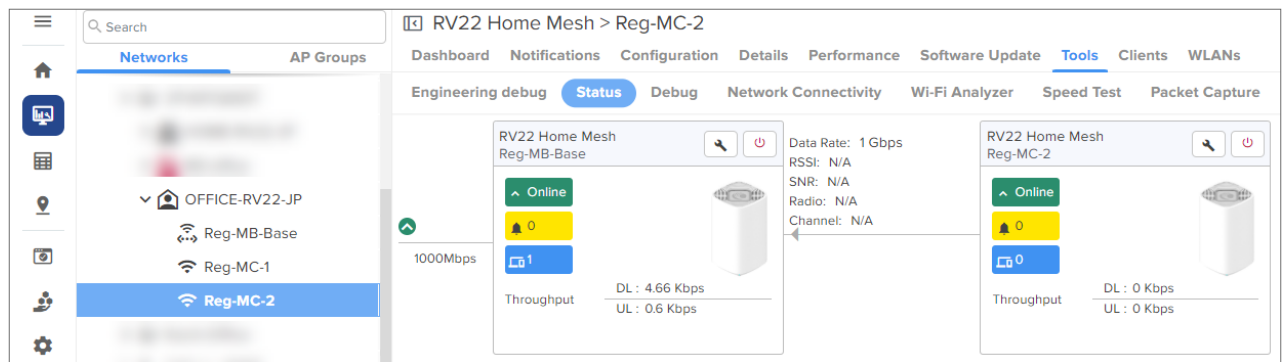 Search
Networks AP Groups
OFFICE-RV22-JP
Reg-MB-Base
Reg-MC-1
Reg-MC-2
RV22 Home Mesh > Reg-MC-2
Dashboard Notifications Configuration Details Performance Software Update Tools Clients WLANs
Engineering debug Status Debug Network Connectivity Wi-Fi Analyzer Speed Test Packet Capture
1000Mbps
RV22 Home Mesh
Reg-MB-Base
Online
0
1
Throughput
DL : 4.66 Kbps
UL : 0.6 Kbps
Data Rate: 1 Gbps
RSSI: N/A
SNR: N/A
Radio: N/A
Channel: N/A
RV22 Home Mesh
Reg-MC-2
Online
0
0
Throughput
DL : 0 Kbps
UL : 0 Kbps